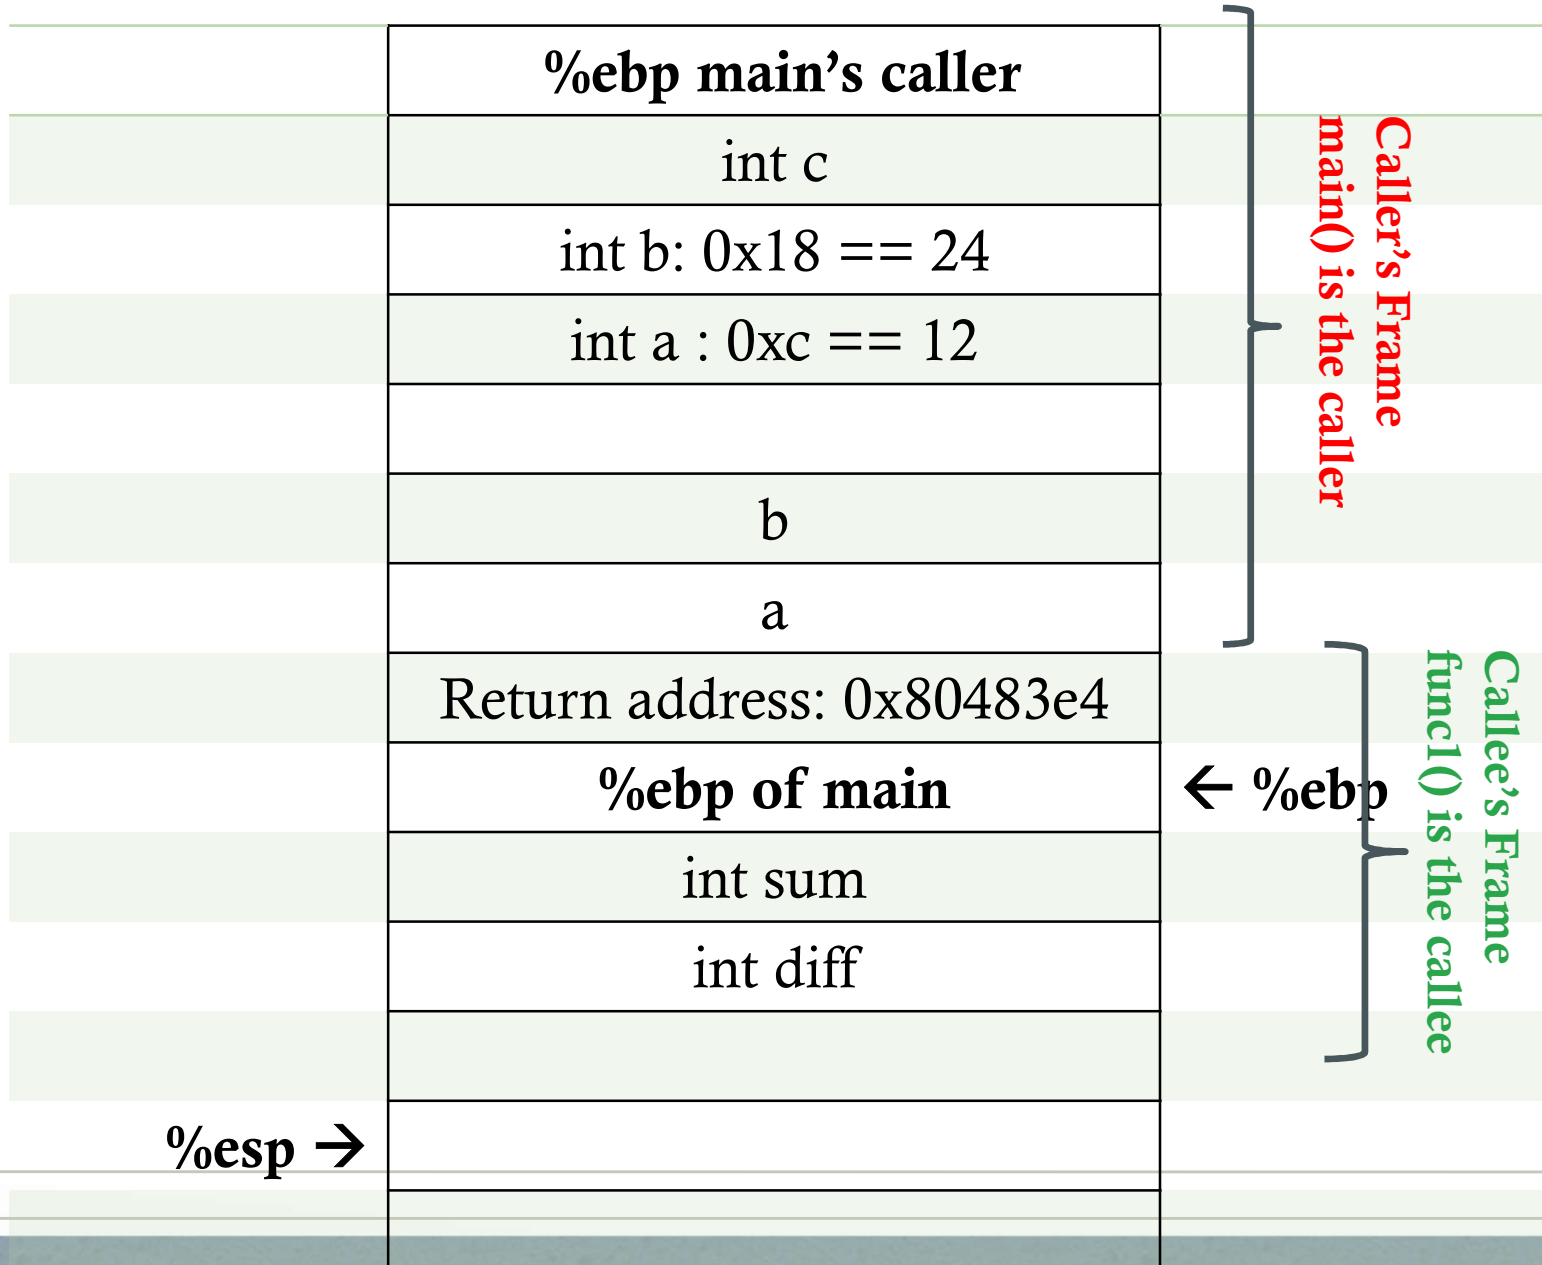 %ebp main’s caller
int c
int b: 0x18 == 24
int a : 0xc == 12
b
a
Return address: 0x80483e4
%ebp of main
← %ebp
int sum
int diff
%esp →
Caller’s Frame
main() is the caller
Callee’s Frame
func1() is the callee